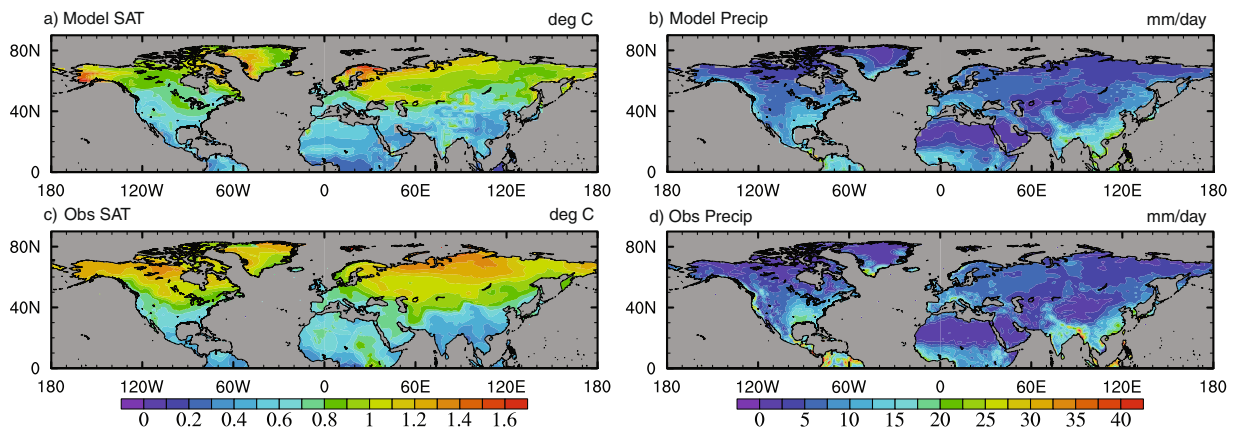 a) Model SAT deg C b) Model Precip mm/day
80N 80N
40N 40N
0 0
180 120W 60W 0 60E 120E 180 180 120W 60W 0 60E 120E 180
c) Obs SAT deg C d) Obs Precip mm/day
80N 80N
40N 40N
0 0
180 120W 60W 0 60E 120E 180 180 120W 60W 0 60E 120E 180
0 0.2 0.4 0.6 0.8 1 1.2 1.4 1.6 0 5 10 15 20 25 30 35 40